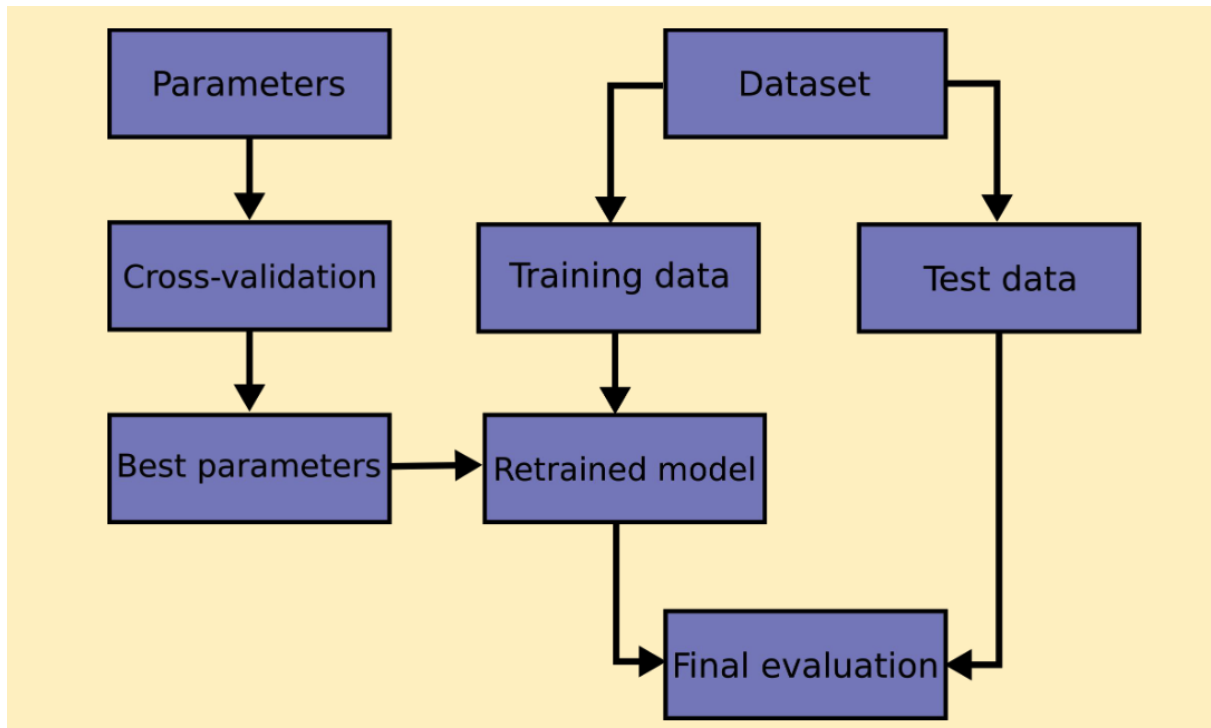 Parameters
Dataset
Cross-validation
Training data
Test data
Best parameters
Retrained model
Final evaluation